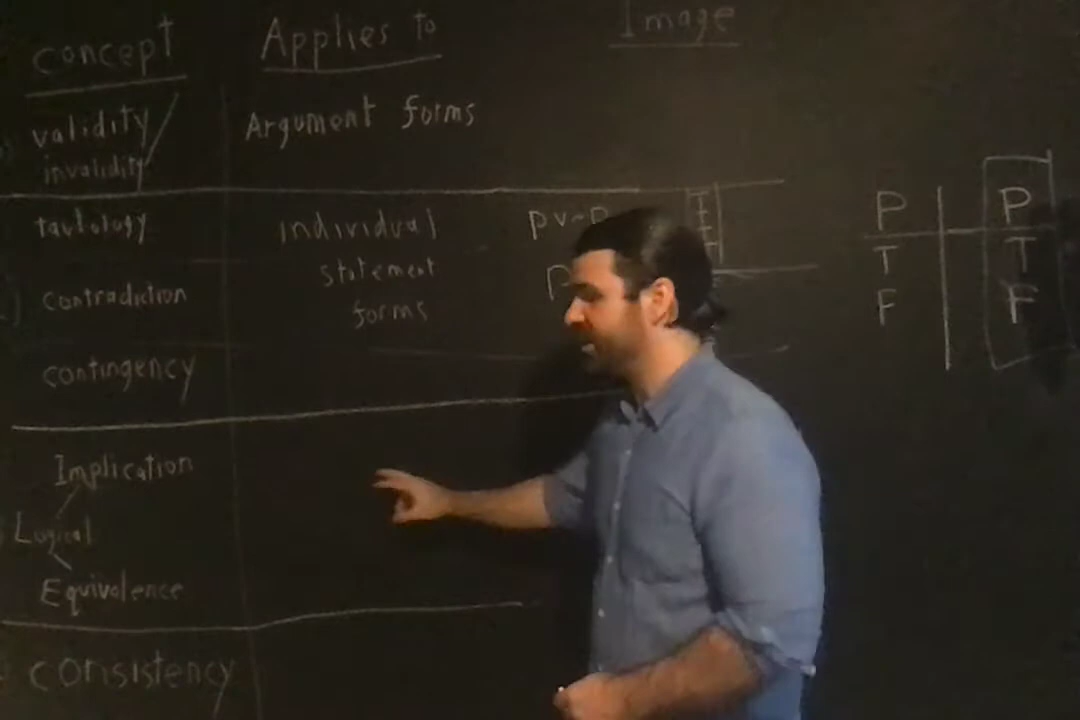 concept
Applies to
Image
validity/
invalidity
Argument forms
tautology
Individual
statement
forms
P v ~ P
T
T
contradiction
P
contingency
Implication
Logical
Equivalence
consistency
P P
T T
F F